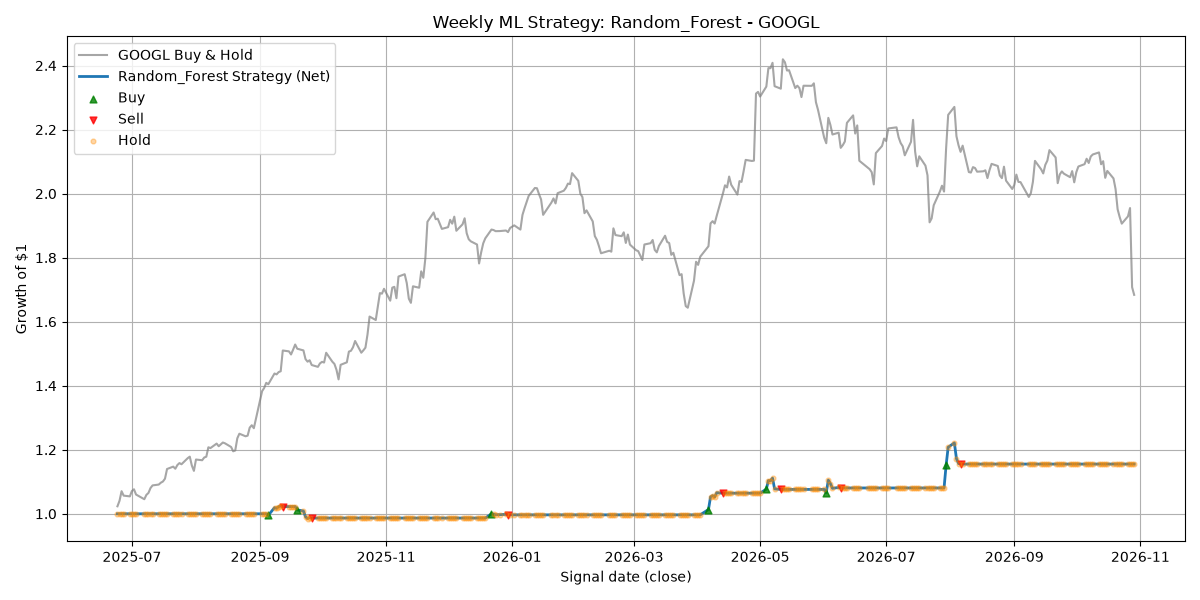 Weekly ML Strategy: Random_Forest - GOOGL
GOOGL Buy & Hold
Random_Forest Strategy (Net)
Buy
Sell
Hold
Growth of $1
2.4
2.2
2.0
1.8
1.6
1.4
1.2
1.0
2025-07
2025-09
2025-11
2026-01
2026-03
2026-05
2026-07
2026-09
2026-11
Signal date (close)